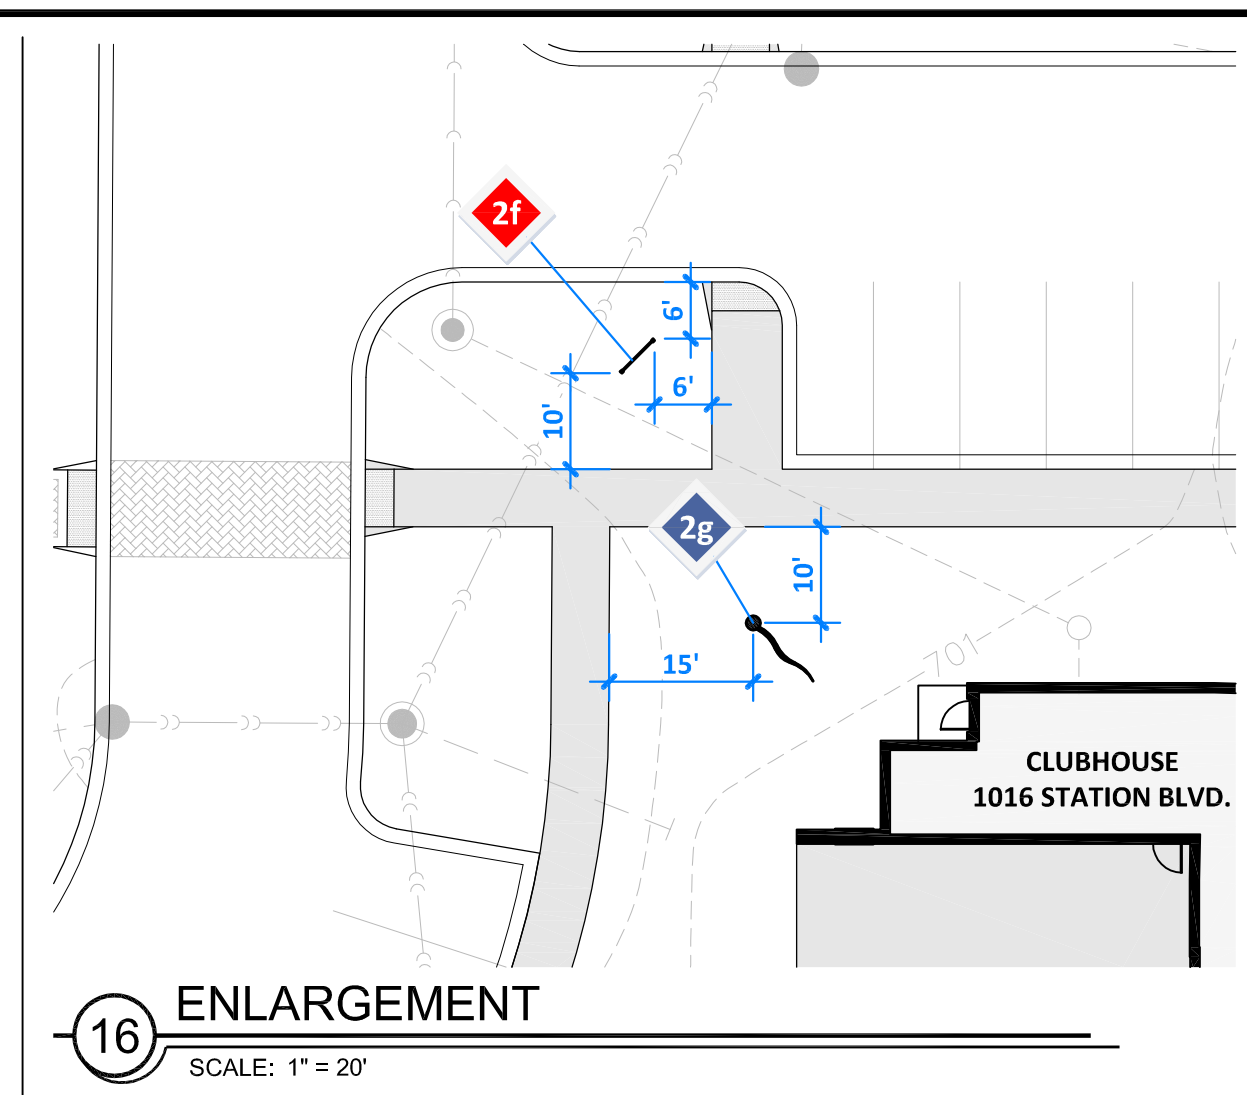 2f
6'
6'
10'
2g
10'
15'
701
CLUBHOUSE
1016 STATION BLVD.
16
ENLARGEMENT
SCALE: 1" = 20'